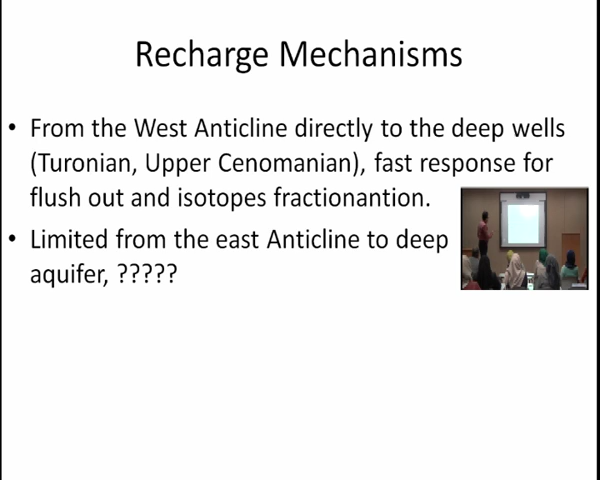 Recharge Mechanisms
• From the West Anticline directly to the deep wells
(Turonian, Upper Cenomanian), fast response for
flush out and isotopes fractionantion.
• Limited from the east Anticline to deep
aquifer, ?????